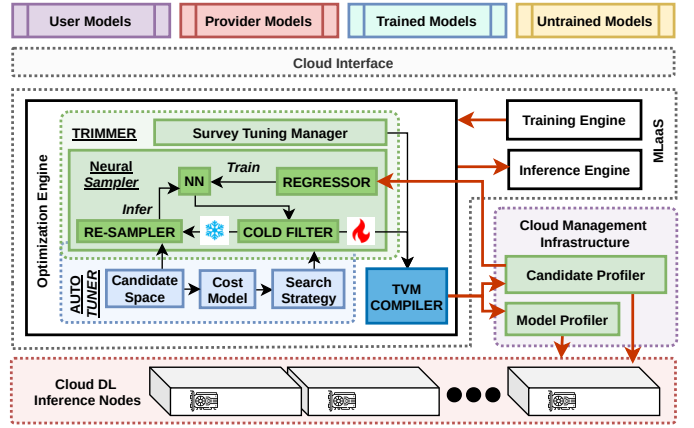 User Models
Provider Models
Trained Models
Untrained Models
Cloud Interface
Optimization Engine
TRIMMER
Survey Tuning Manager
Neural
Sampler
NN
Train
REGRESSOR
Infer
RE-SAMPLER
COLD FILTER
AUTO
TUNER
Candidate
Space
Cost
Model
Search
Strategy
TVM
COMPILER
Training Engine
Inference Engine
MLaaS
Cloud Management
Infrastructure
Candidate Profiler
Model Profiler
Cloud DL
Inference Nodes